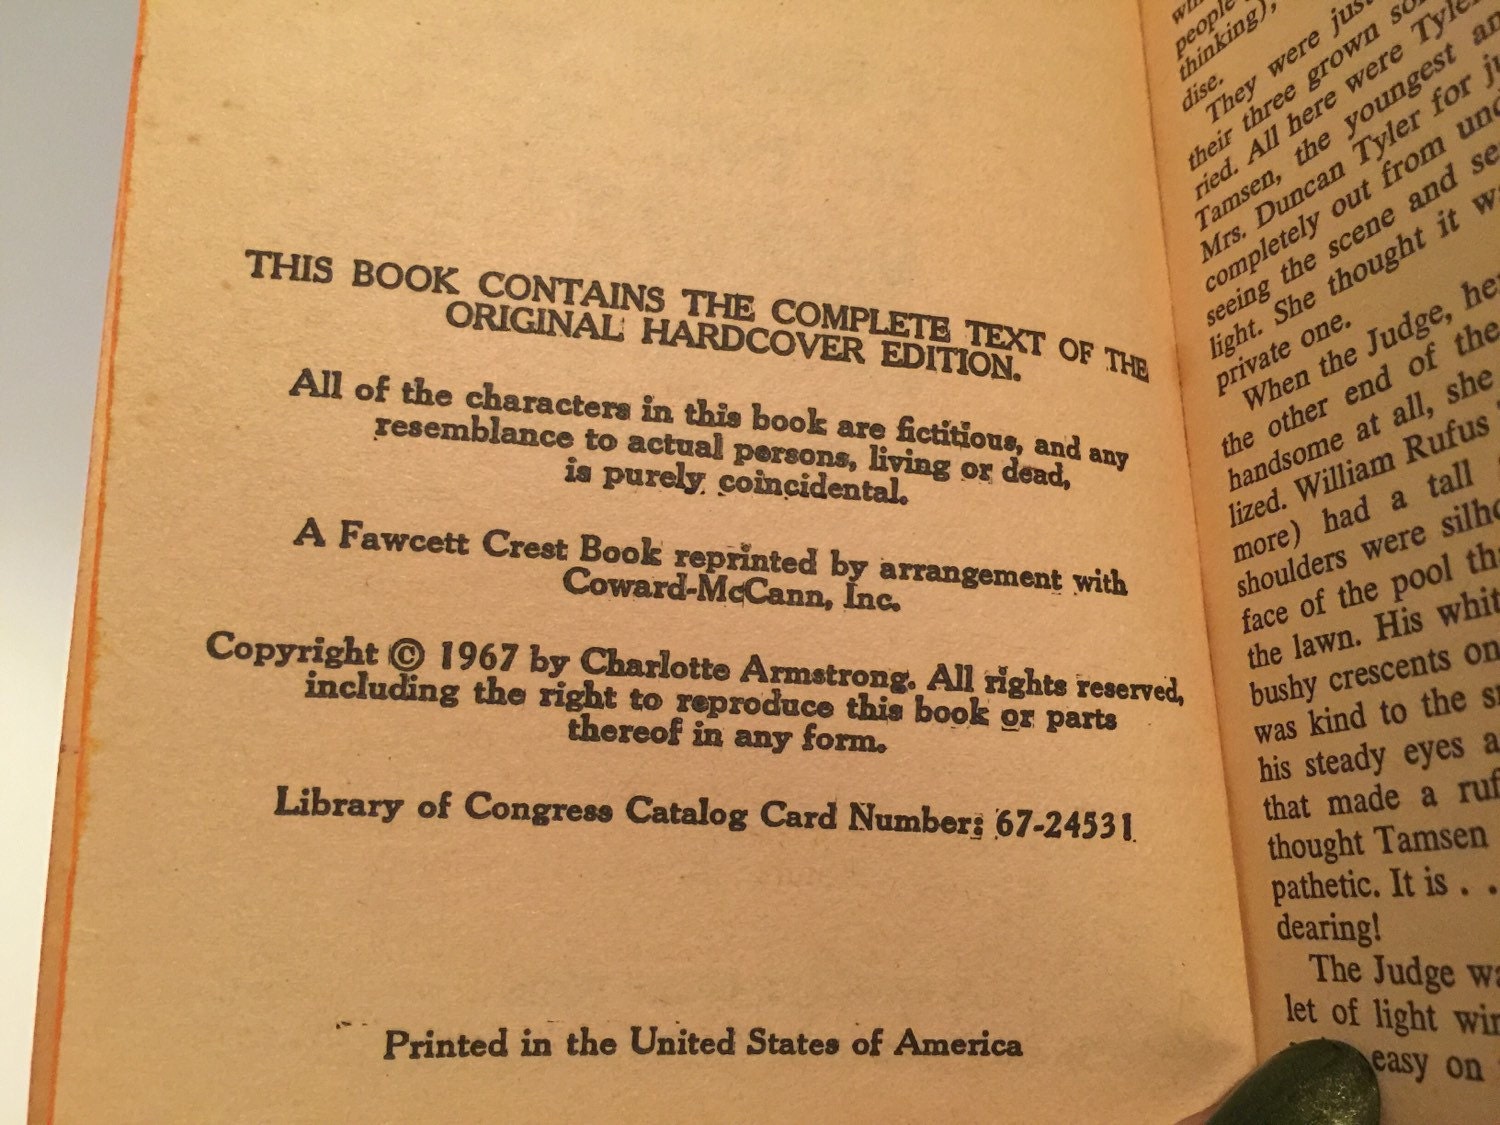 THIS BOOK CONTAINS THE COMPLETE TEXT OF THE
ORIGINAL HARDCOVER EDITION.
All of the characters in this book are fictitious, and any
resemblance to actual persons, living or dead,
is purely coincidental.
A Fawcett Crest Book reprinted by arrangement with
Coward-McCann, Inc.
Copyright © 1967 by Charlotte Armstrong. All rights reserved,
including the right to reproduce this book or parts
thereof in any form.
Library of Congress Catalog Card Number: 67-24531
Printed in the United States of America
people
thinking),
dise.
They were just
their three grown
ried. All here were Tyler
Tamsen, the youngest
Mrs. Duncan Tyler for
completely out from
seeing the scene and
light. She thought it
private one.
When the Judge,
the other end of the
handsome at all, she
lized. William Rufus
more) had a tall
shoulders were
face of the pool
the lawn. His
bushy crescents on
was kind to the
his steady eyes
that made a
thought Tamsen
pathetic. It is . .
dearing!
The Judge
let of light
easy on